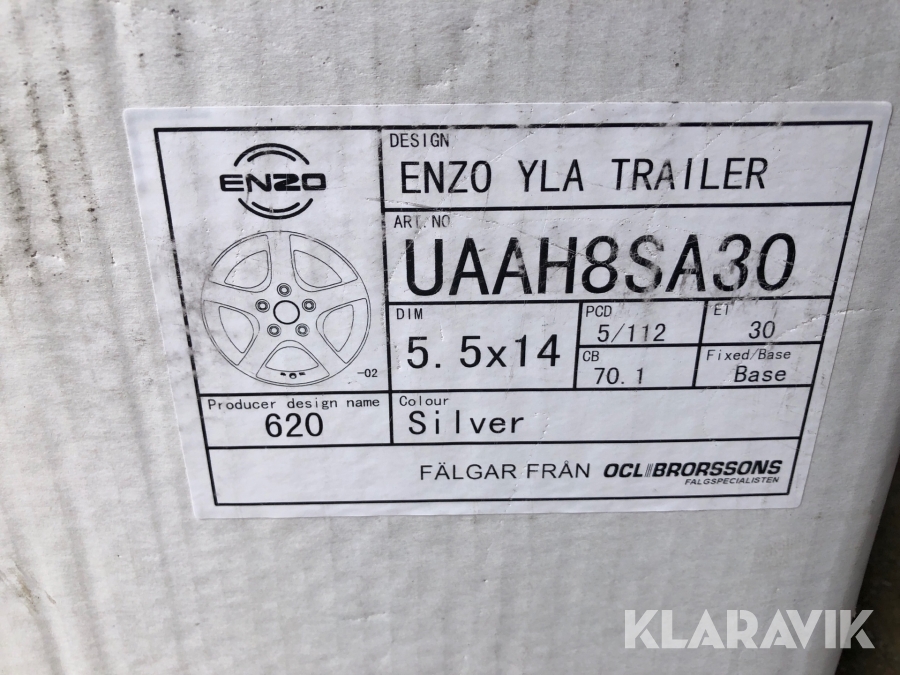 ENZO
DESIGN
ENZO YLA TRAILER
ART.NO
UAAH8SA30
DIM
5.5x14
PCD
5/112
ET
30
CB
70.1
Fixed/Base
Base
-02
Producer design name
620
Colour
Silver
FÄLGAR FRÅN OCL//BRORSSONS
FALGSPECIALISTEN
KLARAVIK